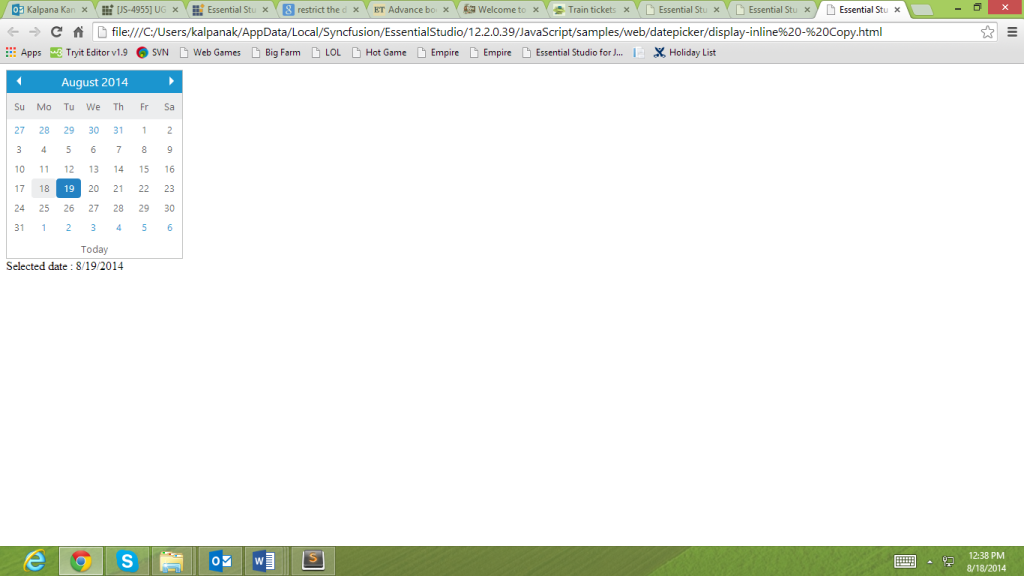 Kalpana Kan
[JS-4955] UG
Essential Stu
restrict the d
ET Advance bo
Welcome to
Train tickets
Essential Stu
Essential Stu
Essential Stu
file:///C:/Users/kalpanak/AppData/Local/Syncfusion/EssentialStudio/12.2.0.39/JavaScript/samples/web/datepicker/display-inline%20-%20Copy.html
Apps Tryit Editor v1.9 SVN Web Games Big Farm LOL Hot Game Empire Empire Essential Studio for J... Holiday List
August 2014
Su Mo Tu We Th Fr Sa
27 28 29 30 31 1 2
3 4 5 6 7 8 9
10 11 12 13 14 15 16
17 18 19 20 21 22 23
24 25 26 27 28 29 30
31 1 2 3 4 5 6
Today
Selected date : 8/19/2014
12:38 PM
8/18/2014